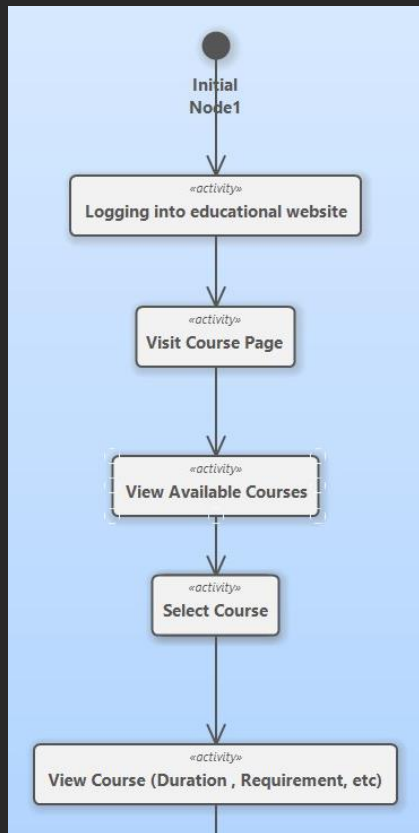 Initial
Node1
«activity»
Logging into educational website
«activity»
Visit Course Page
«activity»
View Available Courses
«activity»
Select Course
«activity»
View Course (Duration , Requirement, etc)